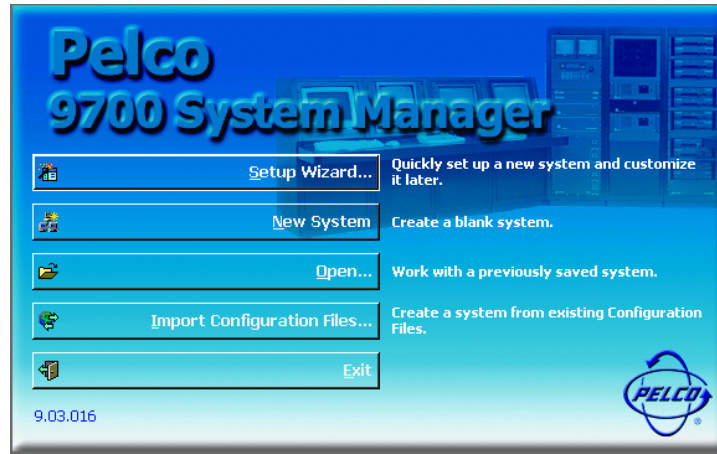 Pelco
9700 System Manager
Setup Wizard...
Quickly set up a new system and customize
it later.
New System
Create a blank system.
Open...
Work with a previously saved system.
Import Configuration Files...
Create a system from existing Configuration
Files.
Exit
9.03.016
PELCO
®